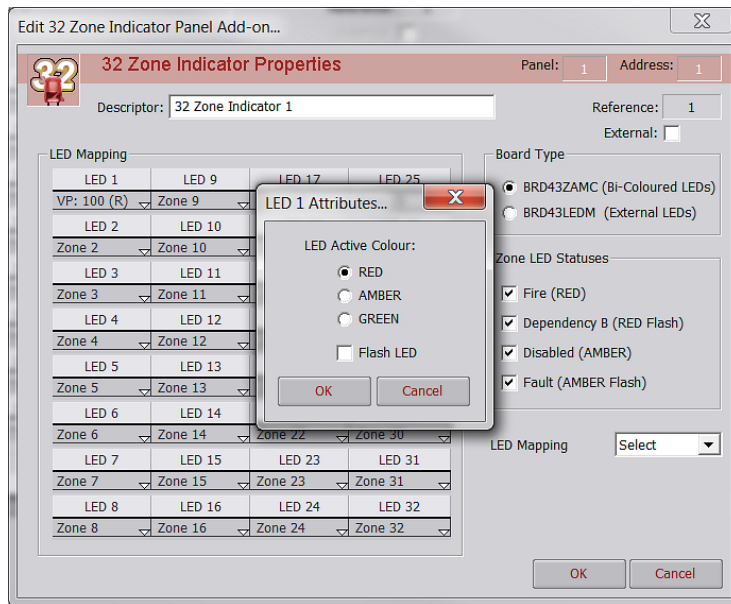 Edit 32 Zone Indicator Panel Add-on...
32 32 Zone Indicator Properties Panel: 1 Address: 1
Descriptor: 32 Zone Indicator 1 Reference: 1
External:
LED Mapping Board Type
LED 1 LED 9 LED 17 LED 25
VP: 100 (R) Zone 9
LED 2 LED 10
Zone 2 Zone 10
LED 3 LED 11
Zone 3 Zone 11
LED 4 LED 12
Zone 4 Zone 12
LED 5 LED 13
Zone 5 Zone 13
LED 6 LED 14
Zone 6 Zone 14 Zone 22 Zone 30
LED 7 LED 15 LED 23 LED 31
Zone 7 Zone 15 Zone 23 Zone 31
LED 8 LED 16 LED 24 LED 32
Zone 8 Zone 16 Zone 24 Zone 32
LED 1 Attributes...
LED Active Colour:
RED
AMBER
GREEN
Flash LED
OK Cancel
BRD43ZAMC (Bi-Coloured LEDs)
BRD43LEDM (External LEDs)
Zone LED Statuses
Fire (RED)
Dependency B (RED Flash)
Disabled (AMBER)
Fault (AMBER Flash)
LED Mapping Select
OK Cancel